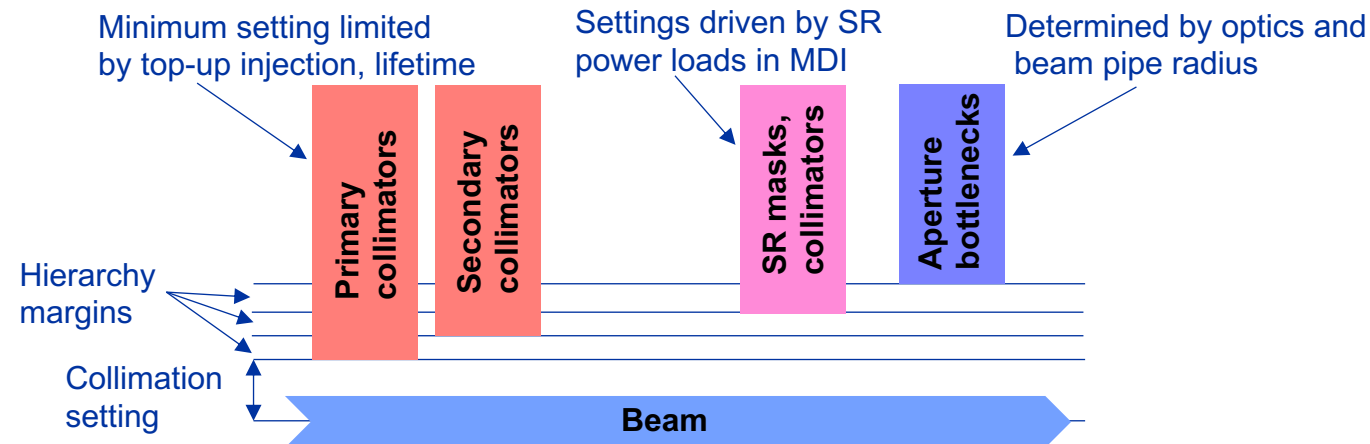 Minimum setting limited
by top-up injection, lifetime
Settings driven by SR
power loads in MDI
Determined by optics and
beam pipe radius
Primary
collimators
Secondary
collimators
SR masks,
collimators
Aperture
bottlenecks
Hierarchy
margins
Collimation
setting
Beam